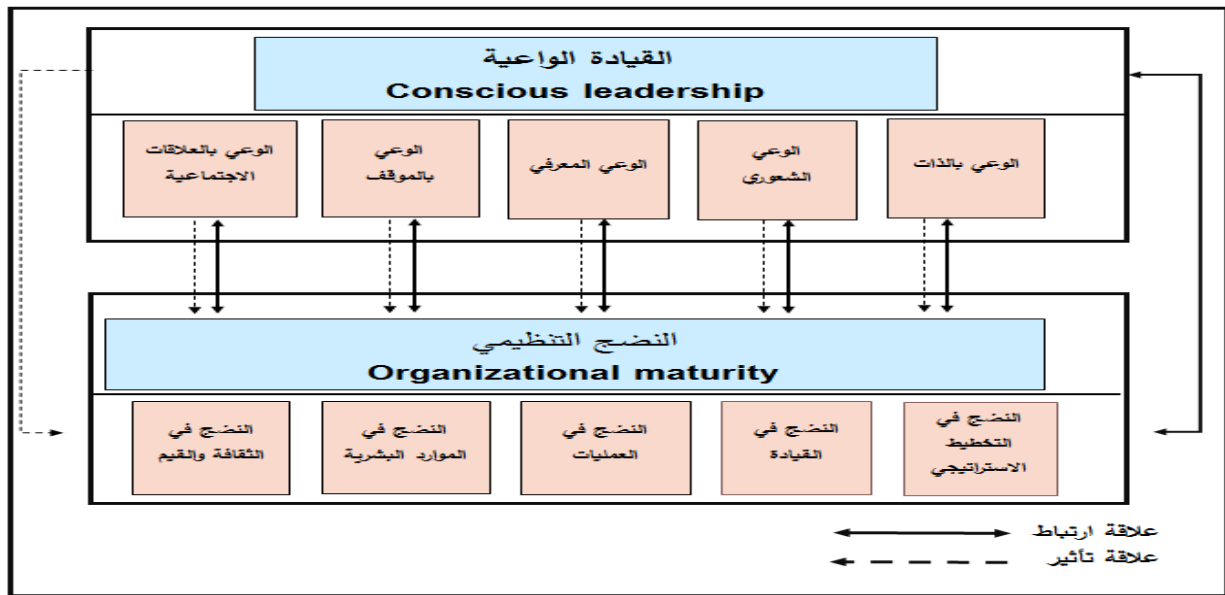 القيادة الواعية
Conscious leadership
الوعي بالذات
الوعي
الشعوري
الوعي المعرفي
الوعي
بالموقف
الوعي بالعلاقات
الاجتماعية
النضج التنظيمي
Organizational maturity
النضج في
التخطيط
الاستراتيجي
النضج في
القيادة
النضج في
العمليات
النضج في
الموارد البشرية
النضج في
الثقافة والقيم
علاقة ارتباط
علاقة تأثير